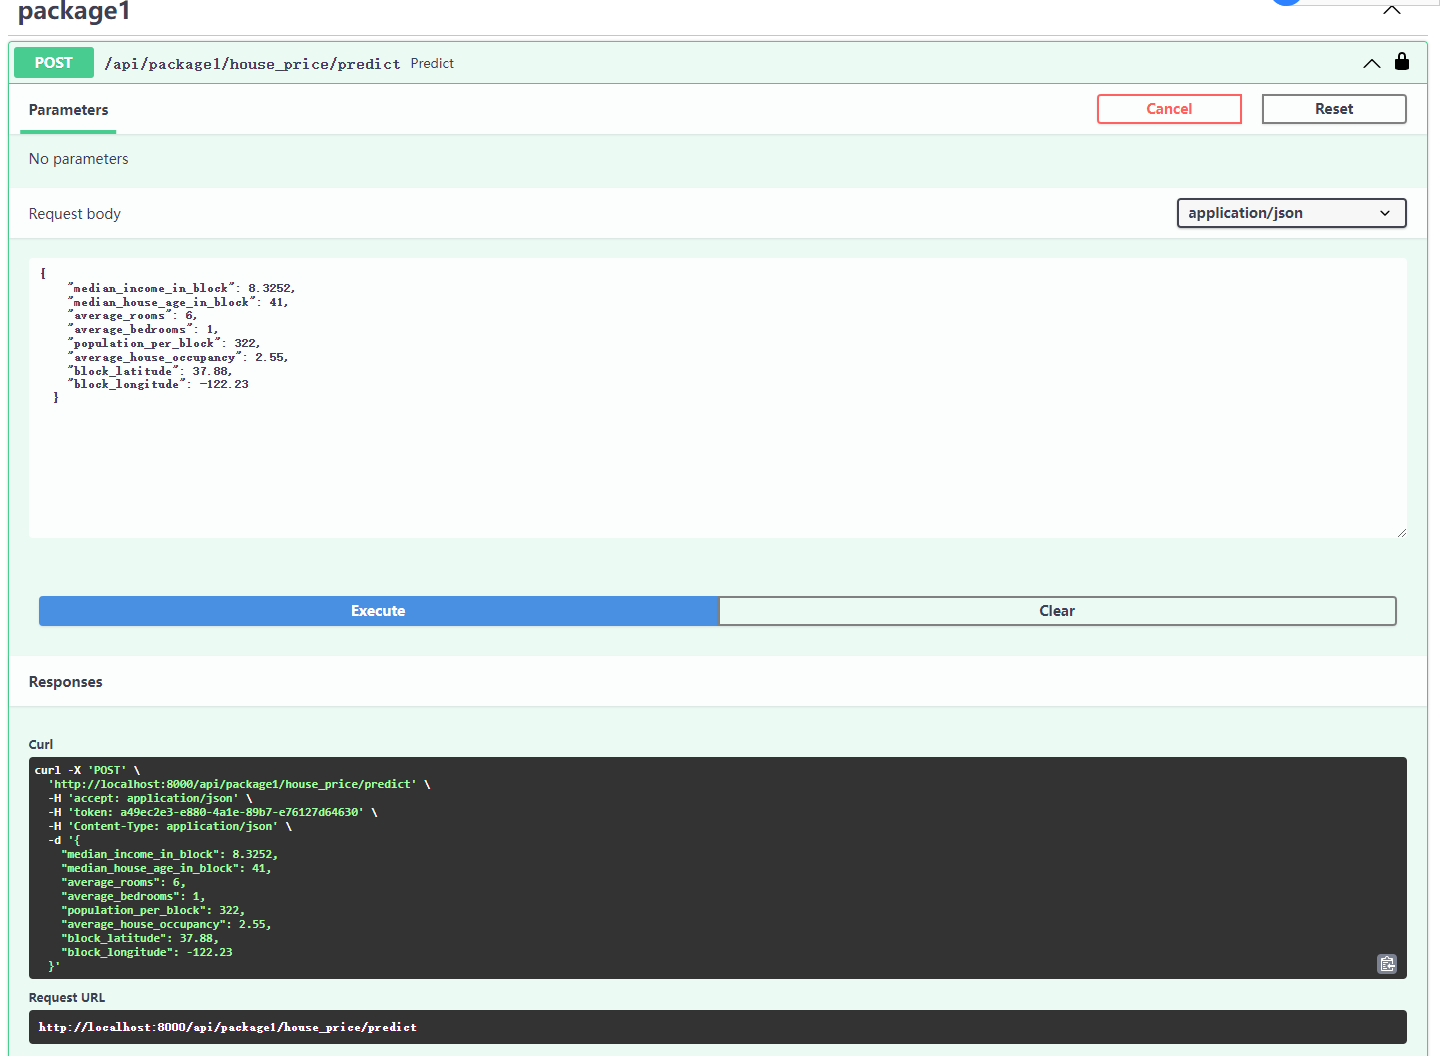 package1
POST /api/package1/house_price/predict Predict
Parameters
Cancel
Reset
No parameters
Request body
application/json
{
"median_income_in_block": 8.3252,
"median_house_age_in_block": 41,
"average_rooms": 6,
"average_bedrooms": 1,
"population_per_block": 322,
"average_house_occupancy": 2.55,
"block_latitude": 37.88,
"block_longitude": -122.23
}
Execute
Clear
Responses
Curl
curl -X 'POST' \
'http://localhost:8000/api/package1/house_price/predict' \
-H 'accept: application/json' \
-H 'token: a49ec2e3-e880-4a1e-89b7-e76127d64630' \
-H 'Content-Type: application/json' \
-d '{
"median_income_in_block": 8.3252,
"median_house_age_in_block": 41,
"average_rooms": 6,
"average_bedrooms": 1,
"population_per_block": 322,
"average_house_occupancy": 2.55,
"block_latitude": 37.88,
"block_longitude": -122.23
}'
Request URL
http://localhost:8000/api/package1/house_price/predict